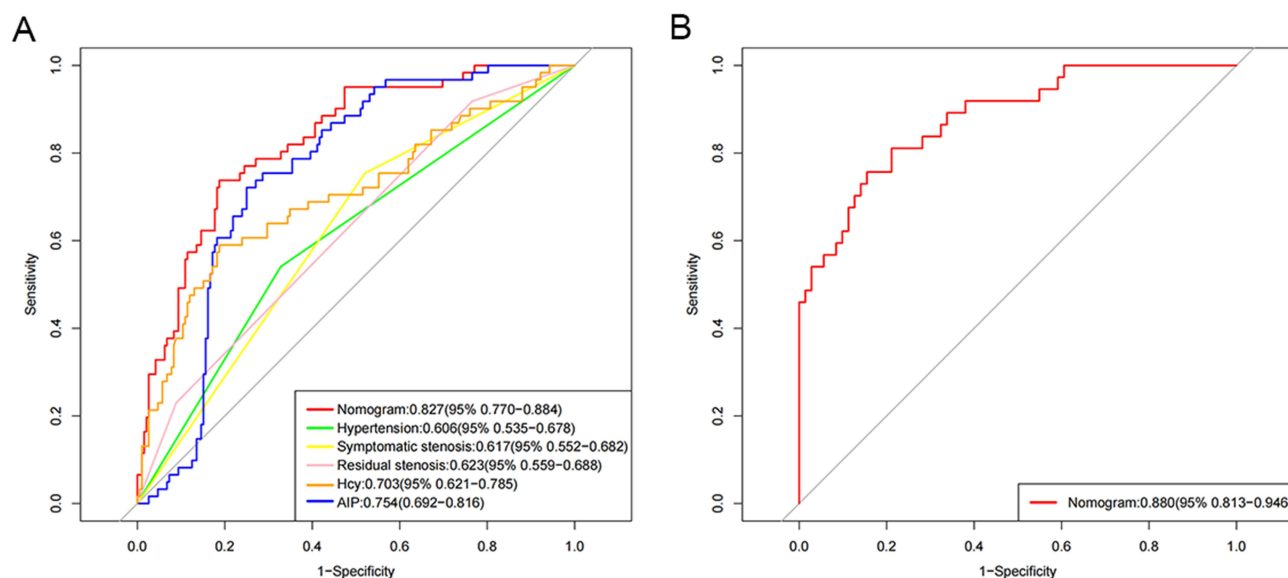 A
1.0
0.8
0.6
0.4
0.2
0.0
Sensitivity
Nomogram:0.827(95% 0.770−0.884)
Hypertension:0.606(95% 0.535−0.678)
Symptomatic stenosis:0.617(95% 0.552−0.682)
Residual stenosis:0.623(95% 0.559−0.688)
Hcy:0.703(95% 0.621−0.785)
AIP:0.754(0.692−0.816)
0.0 0.2 0.4 0.6 0.8 1.0
1−Specificity
B
1.0
0.8
0.6
0.4
0.2
0.0
Sensitivity
Nomogram:0.880(95% 0.813−0.946
0.0 0.2 0.4 0.6 0.8 1.0
1−Specificity